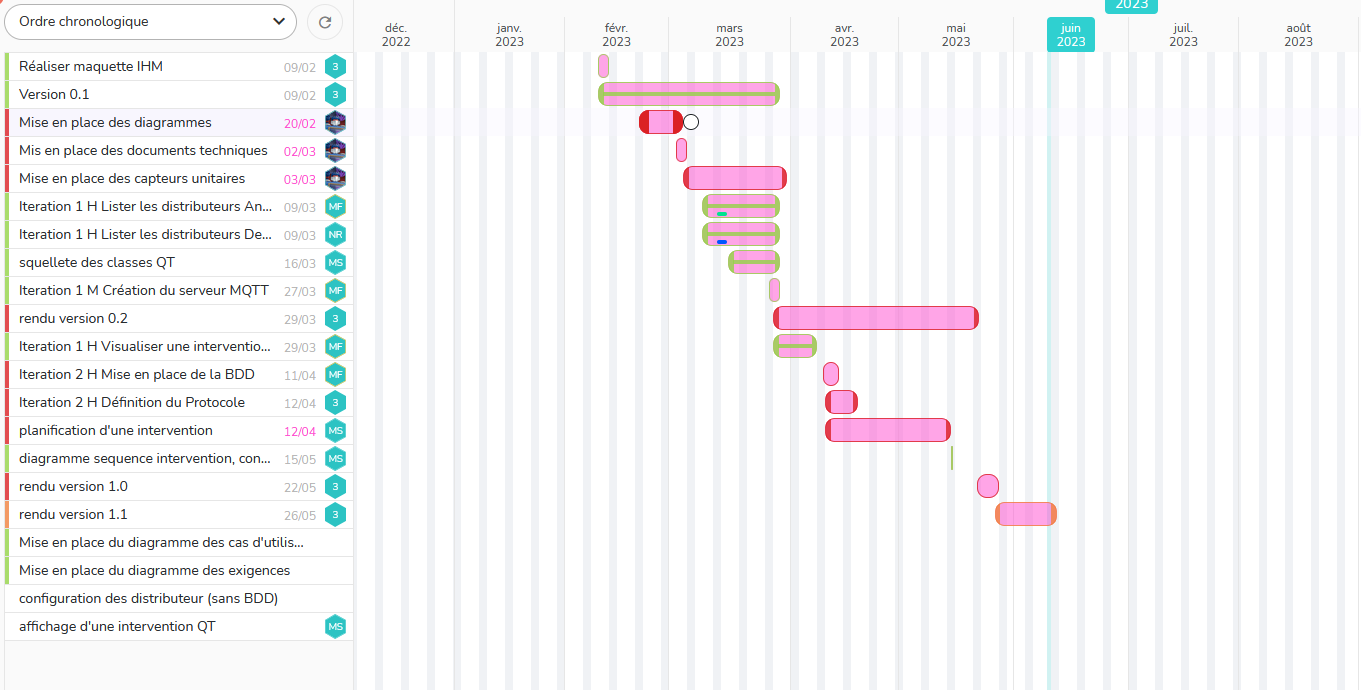 Ordre chronologique
2023
déc.
2022
janv.
2023
févr.
2023
mars
2023
avr.
2023
mai
2023
juin
2023
juil.
2023
août
2023
Réaliser maquette IHM 09/02 3
Version 0.1 09/02 3
Mise en place des diagrammes 20/02
Mis en place des documents techniques 02/03
Mise en place des capteurs unitaires 03/03
Iteration 1 H Lister les distributeurs An... 09/03 MF
Iteration 1 H Lister les distributeurs De... 09/03 NR
squellete des classes QT 16/03 MS
Iteration 1 M Création du serveur MQTT 27/03 MF
rendu version 0.2 29/03 3
Iteration 1 H Visualiser une interventio... 29/03 MF
Iteration 2 H Mise en place de la BDD 11/04 MF
Iteration 2 H Définition du Protocole 12/04 3
planification d'une intervention 12/04 MS
diagramme sequence intervention, con... 15/05 MS
rendu version 1.0 22/05 3
rendu version 1.1 26/05 3
Mise en place du diagramme des cas d'utilis...
Mise en place du diagramme des exigences
configuration des distributeur (sans BDD)
affichage d'une intervention QT MS